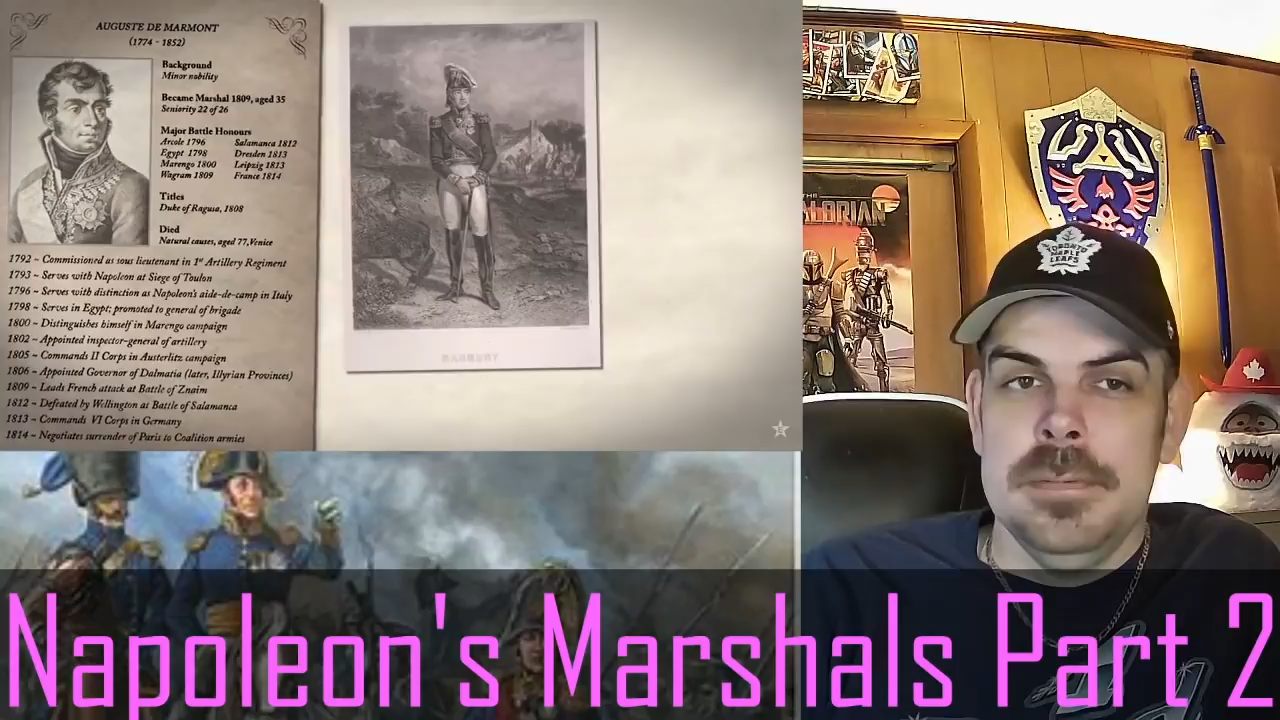 AUGUSTE DE MARMONT
(1774 - 1852)
Background
Minor nobility
Became Marshal 1809, aged 35
Seniority 22 of 26
Major Battle Honours
Arcole 1796 Salamanca 1812
Egypt 1798 Dresden 1813
Marengo 1800 Leipzig 1813
Wagram 1809 France 1814
Titles
Duke of Ragusa, 1808
Died
Natural causes, aged 77, Venice
1792 ~ Commissioned as sous lieutenant in 1st Artillery Regiment
1793 ~ Serves with Napoleon at Siege of Toulon
1796 ~ Serves with distinction as Napoleon's aide-de-camp in Italy
1798 ~ Serves in Egypt; promoted to general of brigade
1800 ~ Distinguishes himself in Marengo campaign
1802 ~ Appointed inspector-general of artillery
1805 ~ Commands II Corps in Austerlitz campaign
1806 ~ Appointed Governor of Dalmatia (later, Illyrian Provinces)
1809 ~ Leads French attack at Battle of Znaim
1812 ~ Defeated by Wellington at Battle of Salamanca
1813 ~ Commands VI Corps in Germany
1814 ~ Negotiates surrender of Paris to Coalition armies
THE
ALORIAN
TORONTO
MAPLE
LEAFS
Napoleon's Marshals Part 2